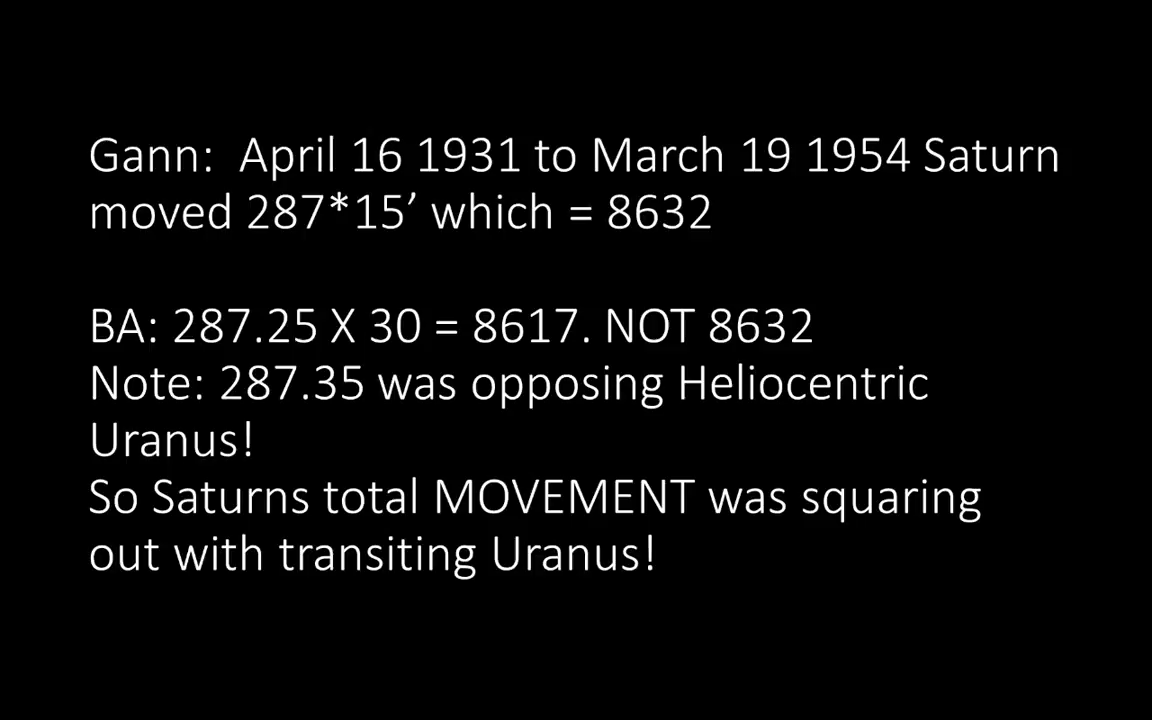 Gann:  April 16 1931 to March 19 1954 Saturn
moved 287*15’ which = 8632
BA: 287.25 X 30 = 8617. NOT 8632
Note: 287.35 was opposing Heliocentric
Uranus!
So Saturns total MOVEMENT was squaring
out with transiting Uranus!